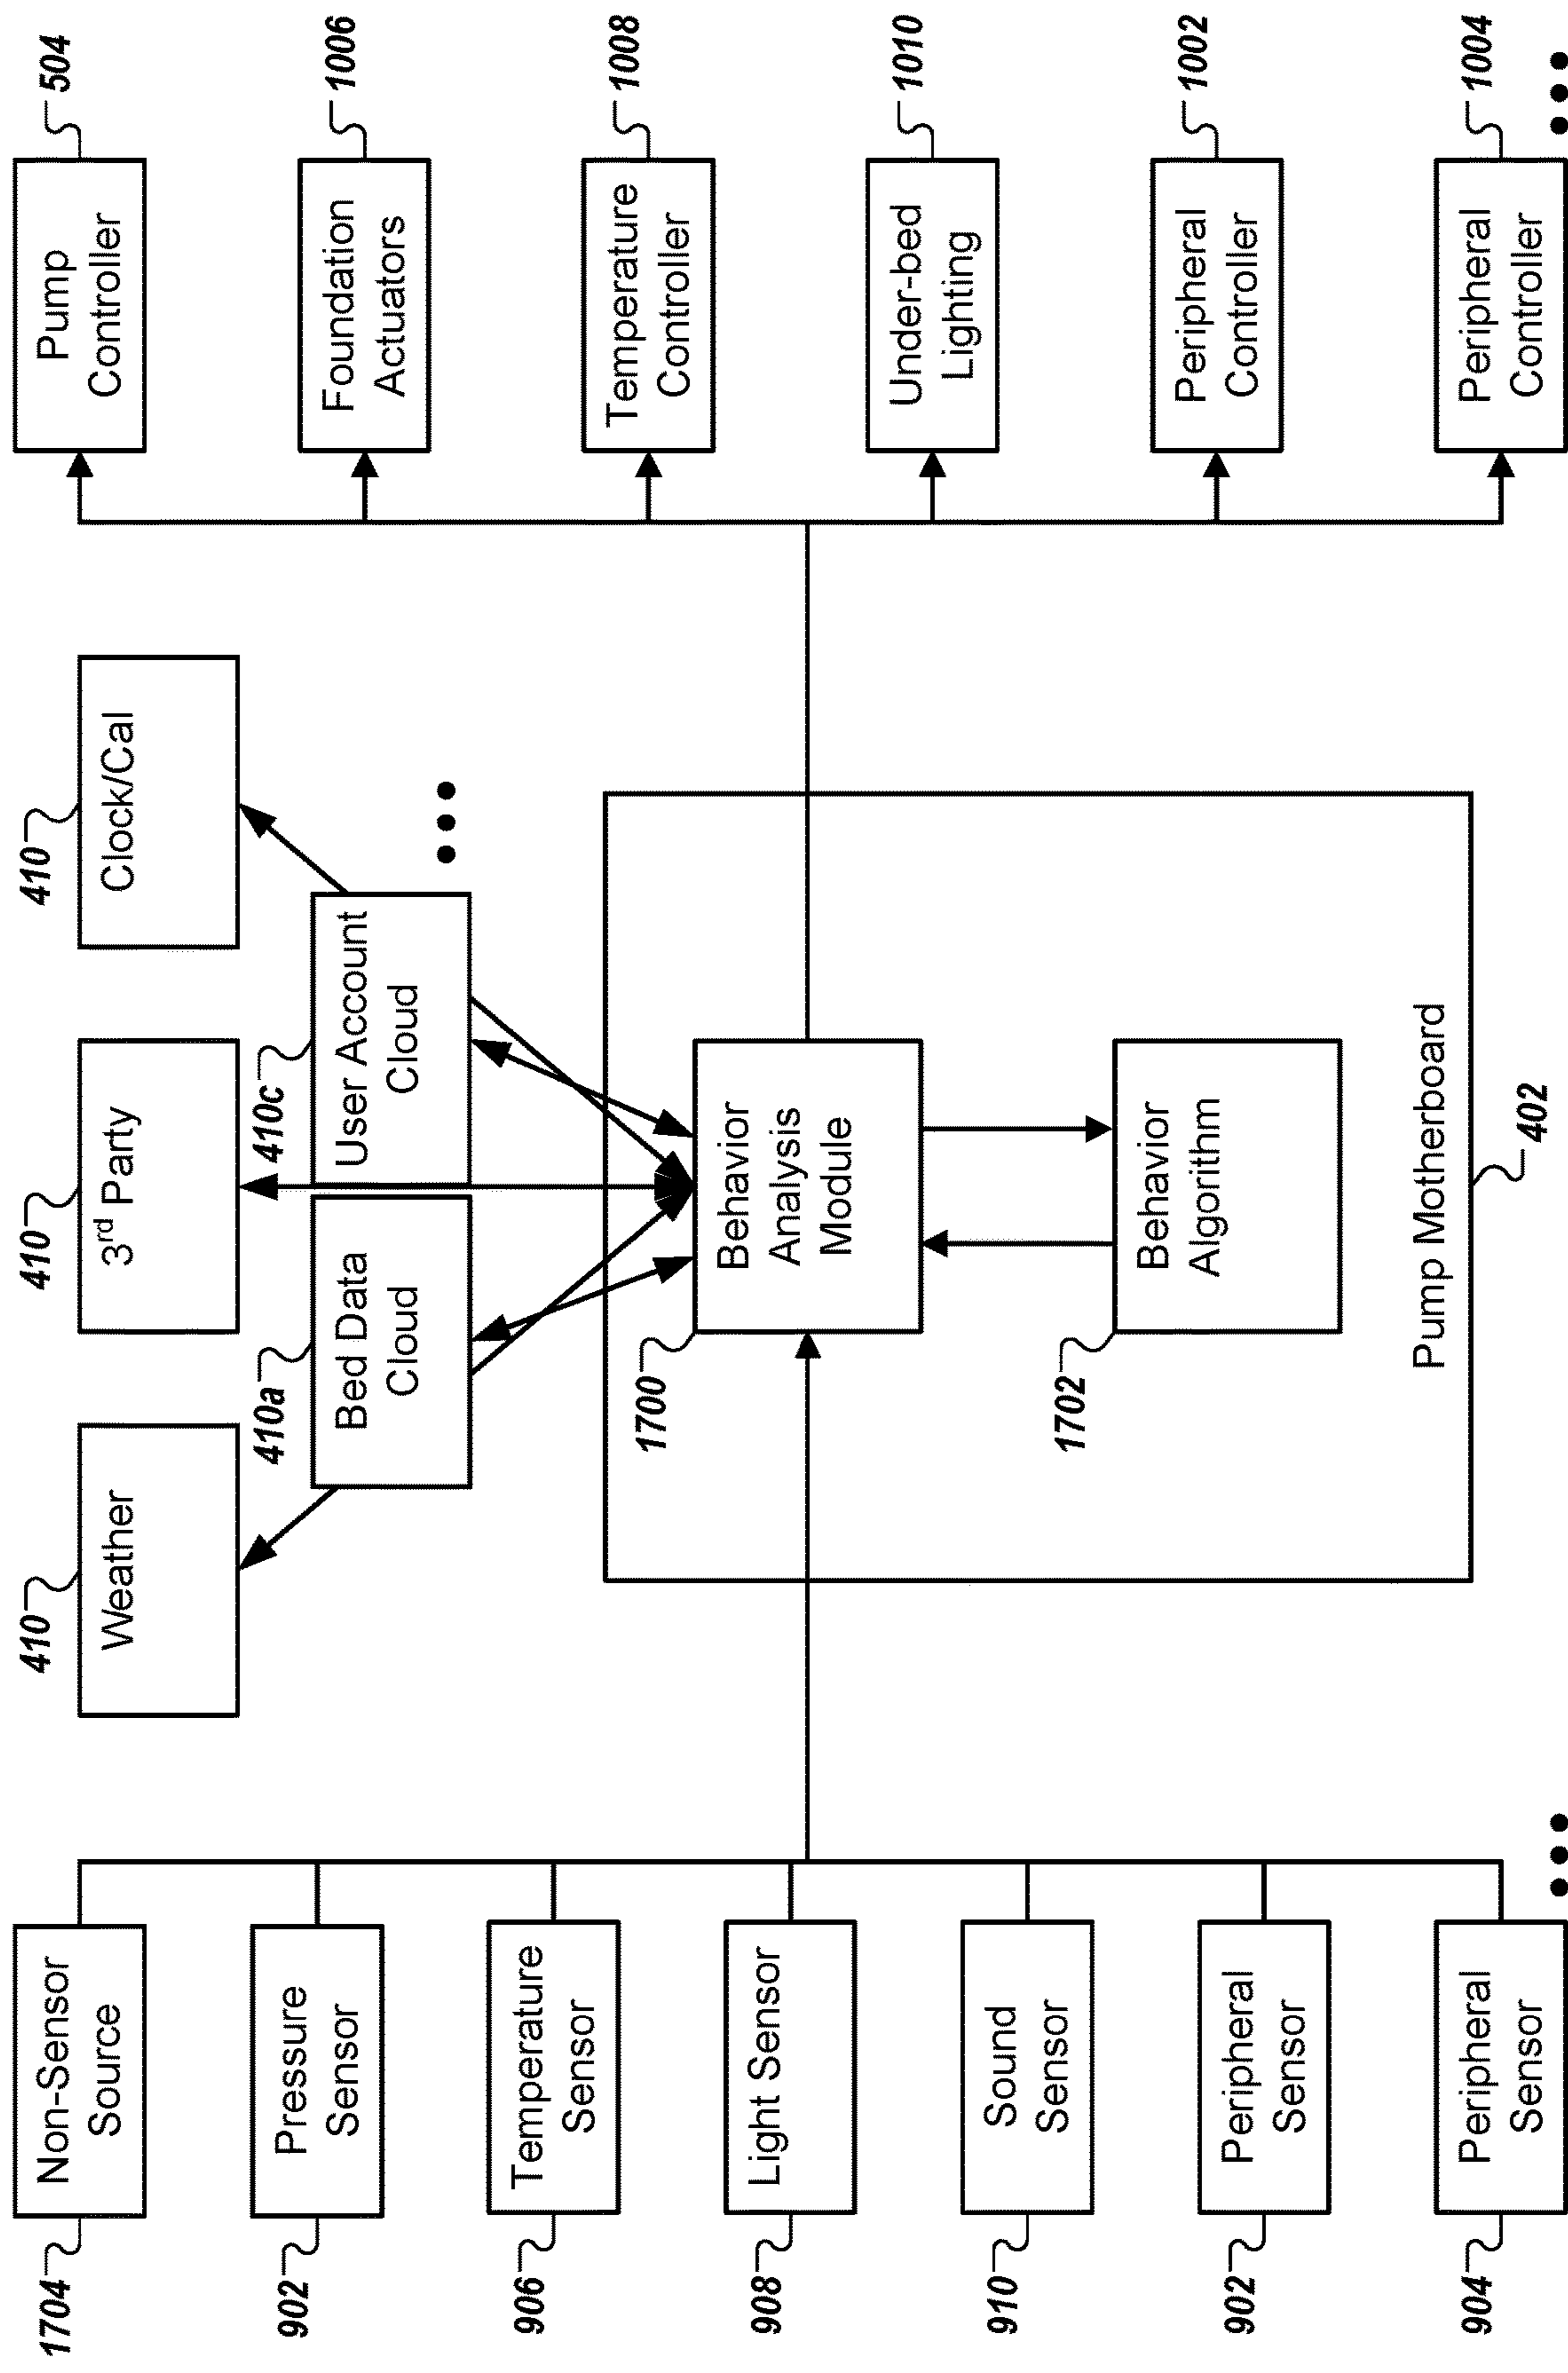 1704
Non-Sensor
Source
902
Pressure
Sensor
906
Temperature
Sensor
908
Light Sensor
910
Sound
Sensor
902
Peripheral
Sensor
904
Peripheral
Sensor
410
Weather
410
3rd Party
410
Clock/Cal
410a
Bed Data
Cloud
410c
User Account
Cloud
1700
Behavior
Analysis
Module
1702
Behavior
Algorithm
Pump Motherboard
402
Pump
Controller
504
Foundation
Actuators
1006
Temperature
Controller
1008
Under-bed
Lighting
1010
Peripheral
Controller
1002
Peripheral
Controller
1004